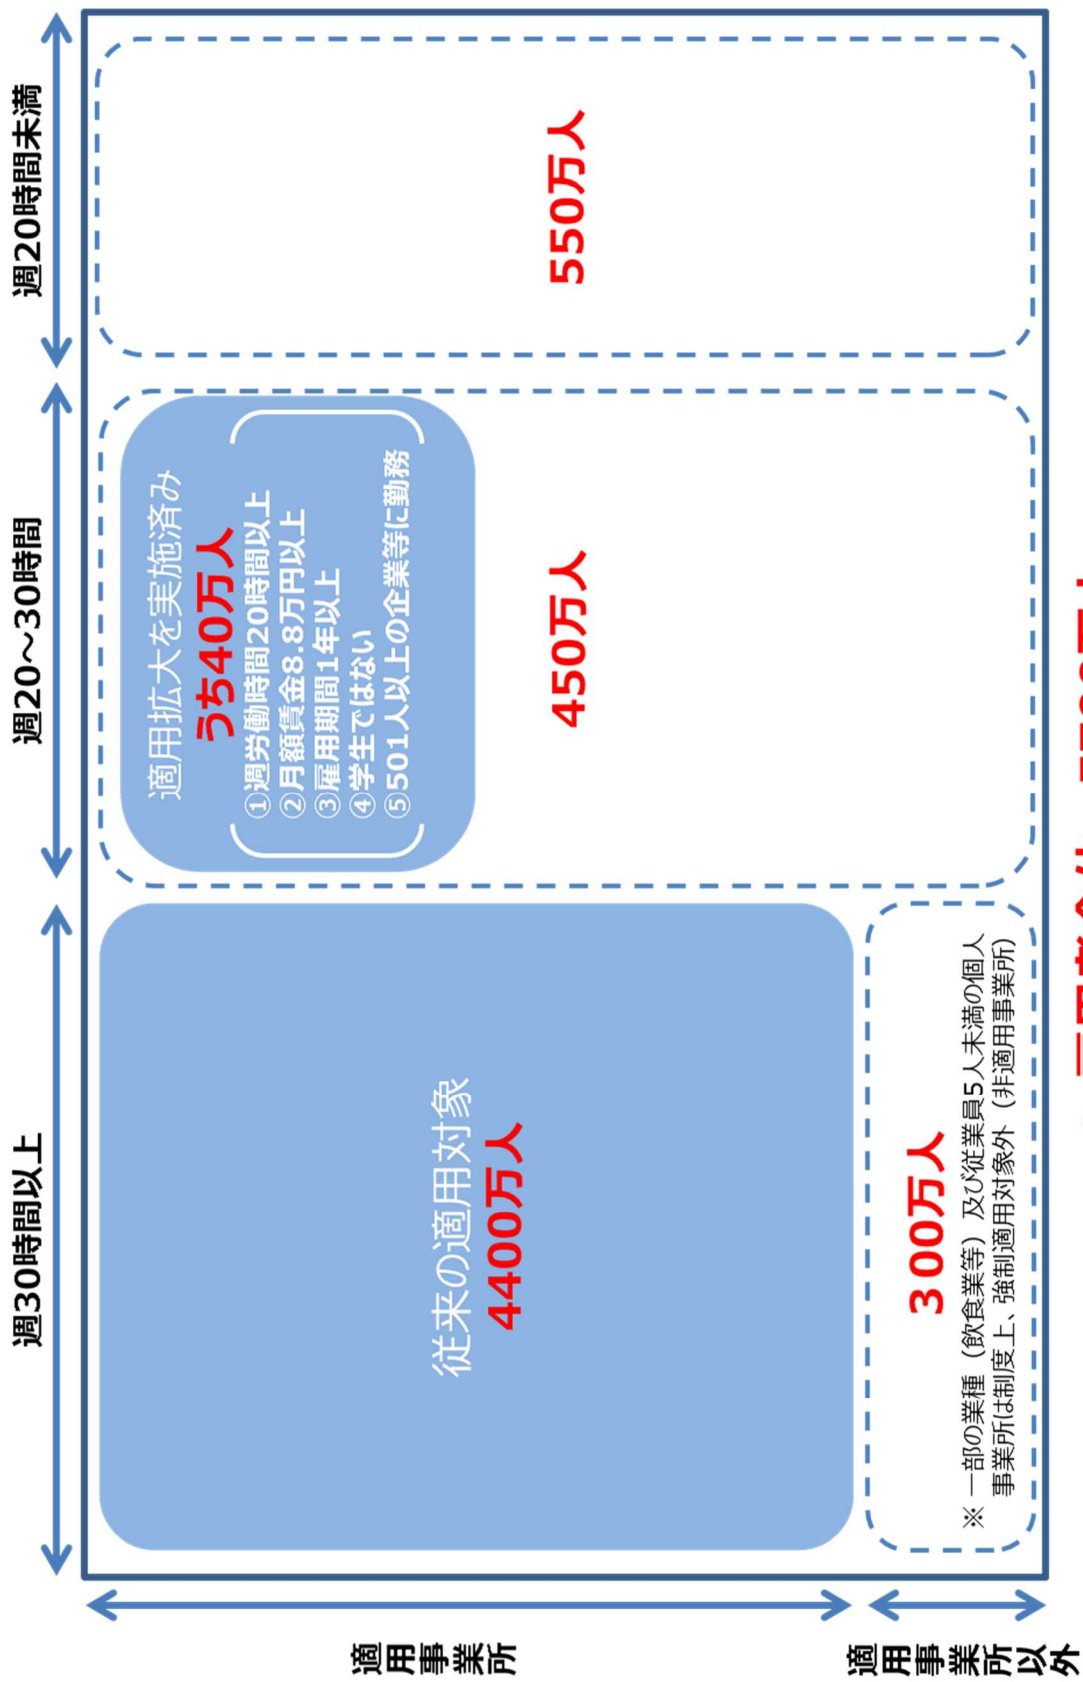 週30時間以上
週20～30時間
週20時間未満
適用事業所
従来の適用対象
4400万人
適用拡大を実施済み
うち40万人
①週労働時間20時間以上
②月額賃金8.8万円以上
③雇用期間1年以上
④学生ではない
⑤501人以上の企業等に勤務
450万人
550万人
適用事業所以外
３00万人
※ 一部の業種（飲食業等）及び従業員5人未満の個人
事業所は制度上、強制適用対象外（非適用事業所）